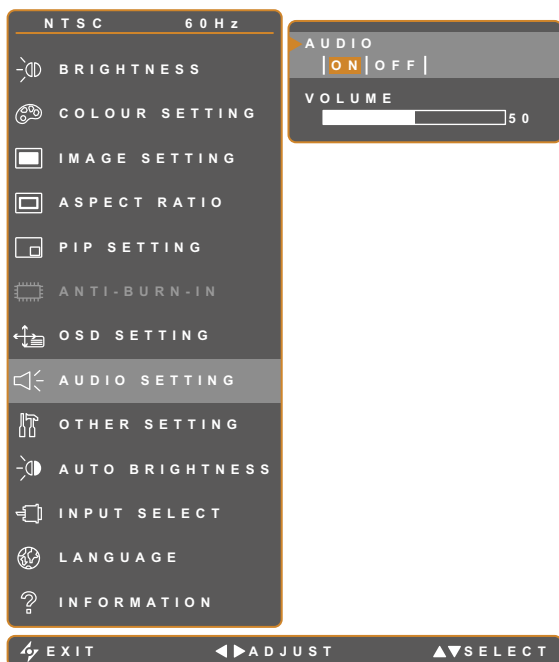 NTSC 60Hz
BRIGHTNESS
COLOUR SETTING
IMAGE SETTING
ASPECT RATIO
PIP SETTING
ANTI-BURN-IN
OSD SETTING
AUDIO SETTING
OTHER SETTING
AUTO BRIGHTNESS
INPUT SELECT
LANGUAGE
INFORMATION
AUDIO
ON OFF
VOLUME
50
EXIT ADJUST SELECT